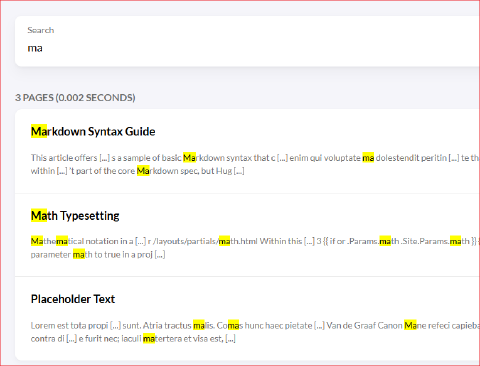 Search
ma
3 PAGES (0.002 SECONDS)
Markdown Syntax Guide
This article offers [...] s a sample of basic Markdown syntax that c [...] enim qui voluptate ma dolestendit peritin [...] te th
within [...] 't part of the core Markdown spec, but Hug [...]
Math Typesetting
Mathematical notation in a [...] r /layouts/partials/math.html Within this [...] 3 {{ if or .Params.math .Site.Params.math }}
parameter math to true in a proj [...]
Placeholder Text
Lorem est tota propi [...] sunt. Atria tractus malis. Comas hunc haec pietate [...] Van de Graaf Canon Mane refeci capieba
contra di [...] e furit nec; iaculi matertera et visa est, [...]